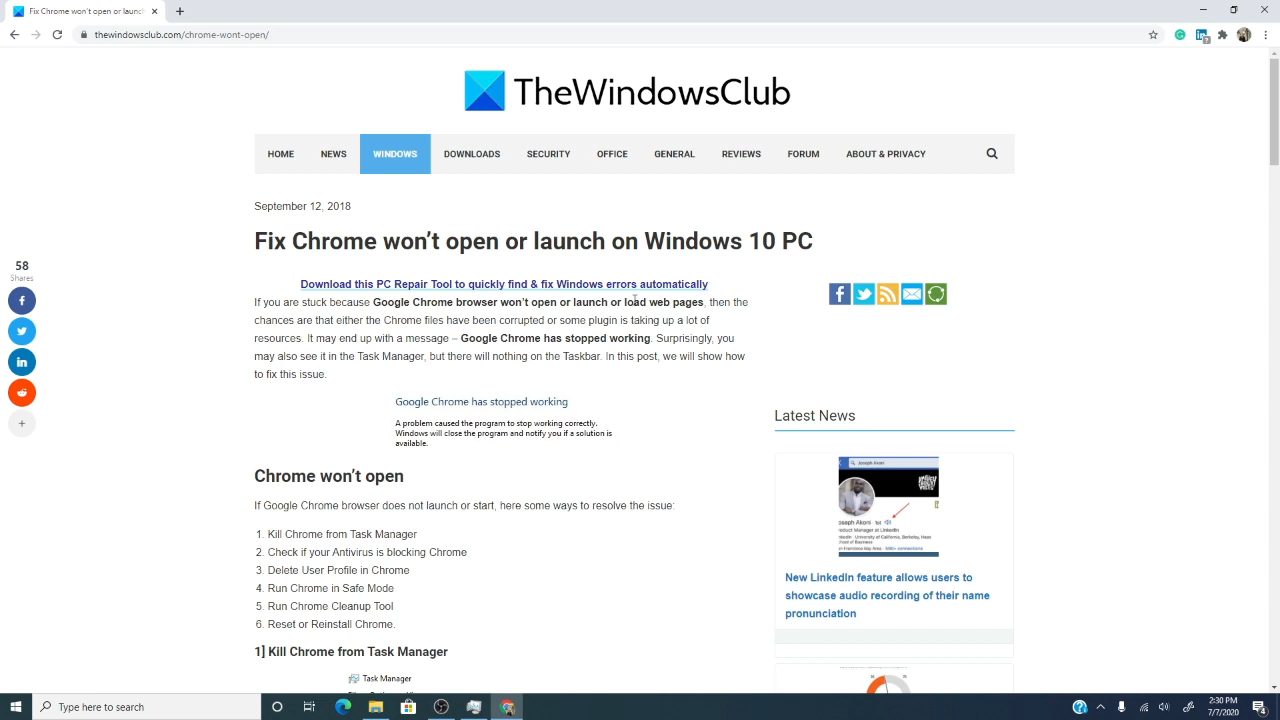 Fix Chrome won't open or launch
thewindowsclub.com/chrome-wont-open/
TheWindowsClub
HOME NEWS WINDOWS DOWNLOADS SECURITY OFFICE GENERAL REVIEWS FORUM ABOUT & PRIVACY
September 12, 2018
Fix Chrome won't open or launch on Windows 10 PC
58
Shares
Download this PC Repair Tool to quickly find & fix Windows errors automatically
If you are stuck because Google Chrome browser won't open or launch or load web pages, then the
chances are that either the Chrome files have been corrupted or some plugin is taking up a lot of
resources. It may end up with a message – Google Chrome has stopped working. Surprisingly, you
may also see it in the Task Manager, but there will nothing on the Taskbar. In this post, we will show how
to fix this issue.
Google Chrome has stopped working
A problem caused the program to stop working correctly.
Windows will close the program and notify you if a solution is
available.
Chrome won't open
If Google Chrome browser does not launch or start, here some ways to resolve the issue:
1. Kill Chrome from Task Manager
2. Check if your Antivirus is blocking Chrome
3. Delete User Profile in Chrome
4. Run Chrome in Safe Mode
5. Run Chrome Cleanup Tool
6. Reset or Reinstall Chrome.
1] Kill Chrome from Task Manager
Task Manager
Latest News
Joseph Akoni
oseph Akoni · 1st
roduct Manager at LinkedIn
New LinkedIn feature allows users to
showcase audio recording of their name
pronunciation
Type here to search
2:30 PM
7/7/2020